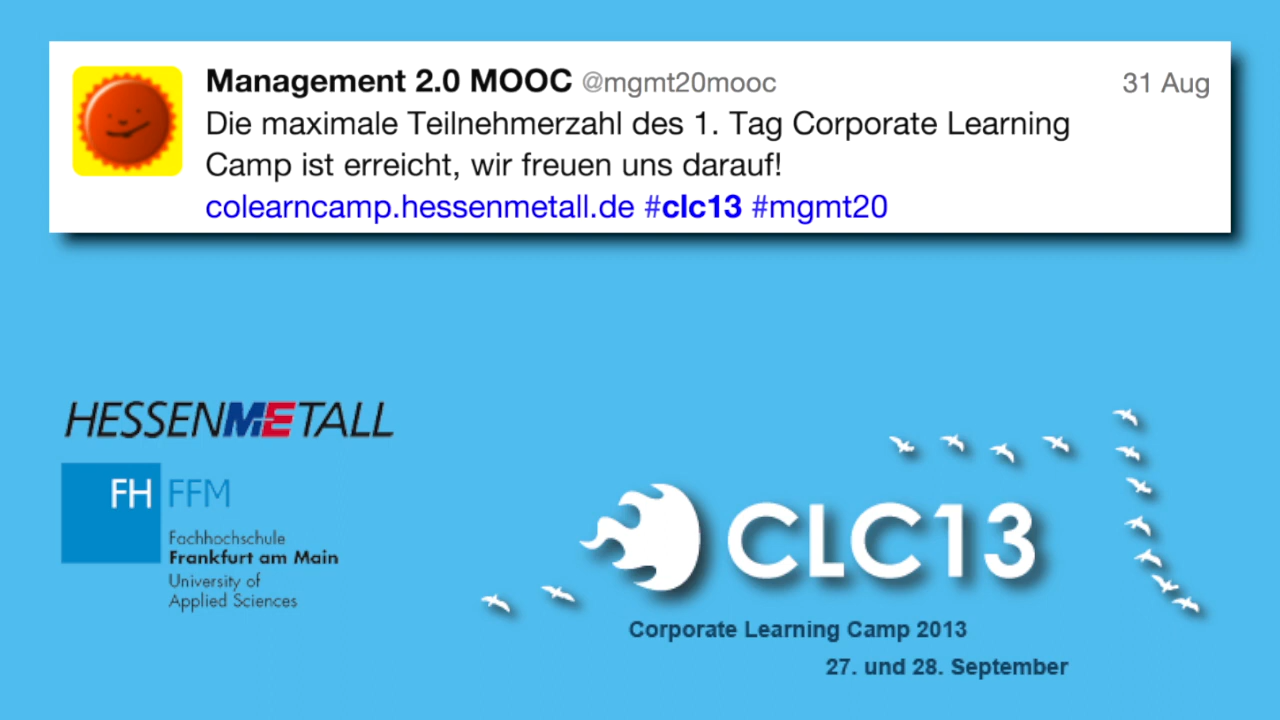 Management 2.0 MOOC @mgmt20mooc 31 Aug
Die maximale Teilnehmerzahl des 1. Tag Corporate Learning
Camp ist erreicht, wir freuen uns darauf!
colearncamp.hessenmetall.de #clc13 #mgmt20
HESSENMETALL
FH FFM
Fachhochschule
Frankfurt am Main
University of
Applied Sciences
CLC13
Corporate Learning Camp 2013
27. und 28. September